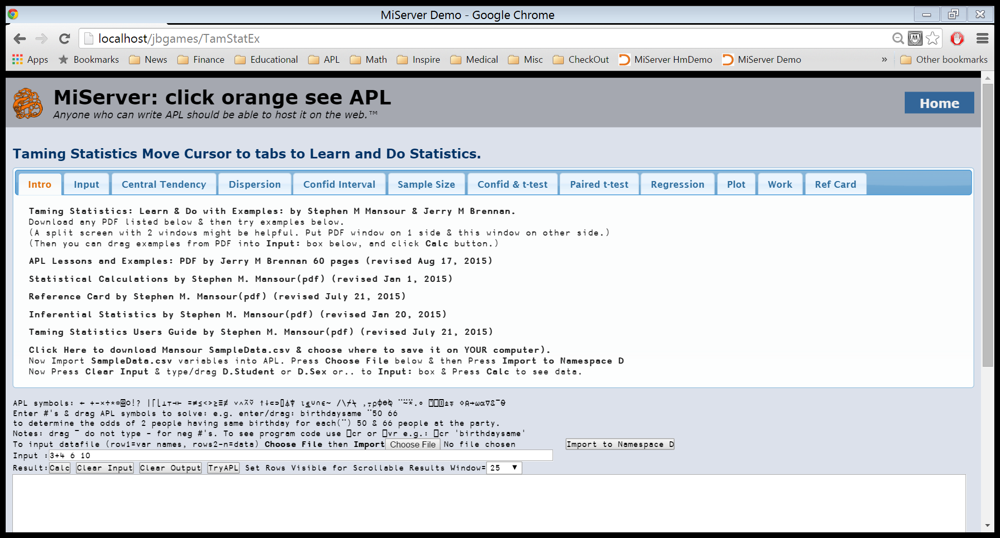 MiServer Demo - Google Chrome
localhost/jbgames/TamStatEx
Apps Bookmarks News Finance Educational APL Math Inspire Medical Misc CheckOut MiServer HmDemo MiServer Demo » Other bookmarks
MiServer: click orange see APL
Anyone who can write APL should be able to host it on the web.™
Home
Taming Statistics Move Cursor to tabs to Learn and Do Statistics.
Intro Input Central Tendency Dispersion Confid Interval Sample Size Confid & t-test Paired t-test Regression Plot Work Ref Card
Taming Statistics: Learn & Do with Examples: by Stephen M Mansour & Jerry M Brennan.
Download any PDF listed below & then try examples below.
(A split screen with 2 windows might be helpful. Put PDF window on 1 side & this window on other side.)
(Then you can drag examples from PDF into Input: box below, and click Calc button.)
APL Lessons and Examples: PDF by Jerry M Brennan 60 pages (revised Aug 17, 2015)
Statistical Calculations by Stephen M. Mansour(pdf) (revised Jan 1, 2015)
Reference Card by Stephen M. Mansour(pdf) (revised July 21, 2015)
Inferential Statistics by Stephen M. Mansour(pdf) (revised Jan 20, 2015)
Taming Statistics Users Guide by Stephen M. Mansour(pdf) (revised July 21, 2015)
Click Here to download Mansour SampleData.csv & choose where to save it on YOUR computer).
Now Import SampleData.csv variables into APL. Press Choose File below & then Press Import to Namespace D
Now Press Clear Input & type/drag D.Student or D.Sex or.. to Input: box & Press Calc to see data.
APL symbols: ← +-×÷*⍟⌹○!? |⌈⌊⊥⊤⊣⊢ =≠≤<>≥≡≢ ∨∧⍲⍱ ↑↓⊂⊃⌷⍋⍒ ⍳⍷∪∩∊~ /\⌿⍀ ,⍪⍴⌽⊖⍉ ¨⍨⍣.∘ ⍞⎕⍠⌸⍎⍕ ⋄⍝→⍵⍺∇&¯⍬
Enter #'s & drag APL symbols to solve: e.g. enter/drag: birthdaysame ¨50 66
to determine the odds of 2 people having same birthday for each(¨) 50 & 66 people at the party.
Notes: drag ¯ do not type - for neg #'s. To see program code use ⎕cr or ⎕vr e.g.: ⎕cr 'birthdaysame'
To input datafile (row1=var names, rows2-n=data) Choose File then Import Choose File No file chosen Import to Namespace D
Input :3+4 6 10
Result: Calc Clear Input Clear Output TryAPL Set Rows Visible for Scrollable Results Window= 25